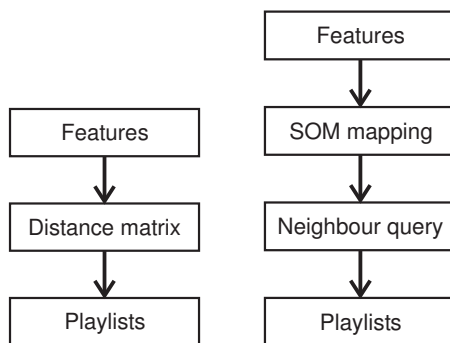 Features
Distance matrix
Playlists
Features
SOM mapping
Neighbour query
Playlists